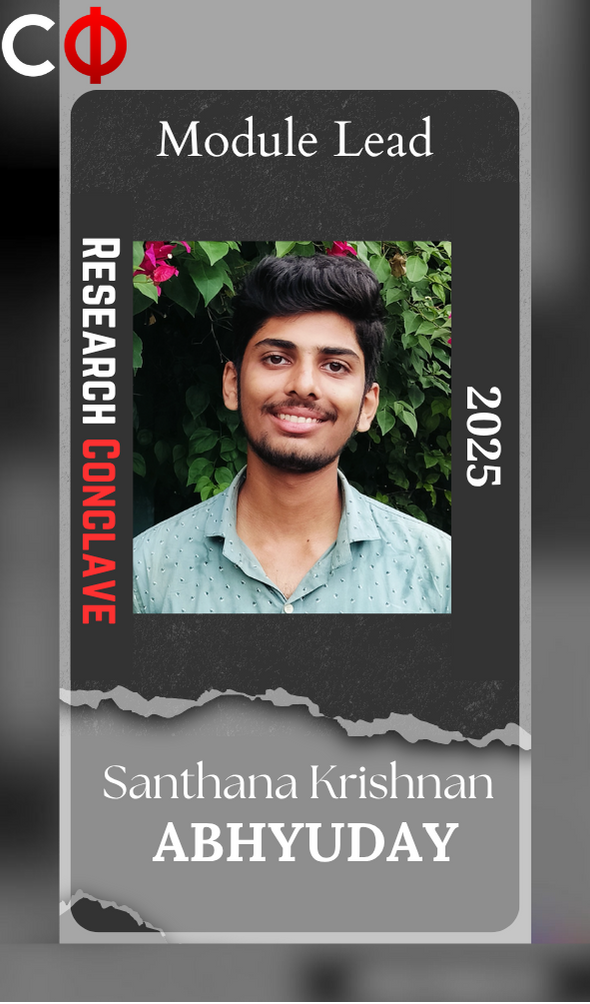 CΦ
Module Lead
RESEARCH CONCLAVE
2025
Santhana Krishnan
ABHYUDAY